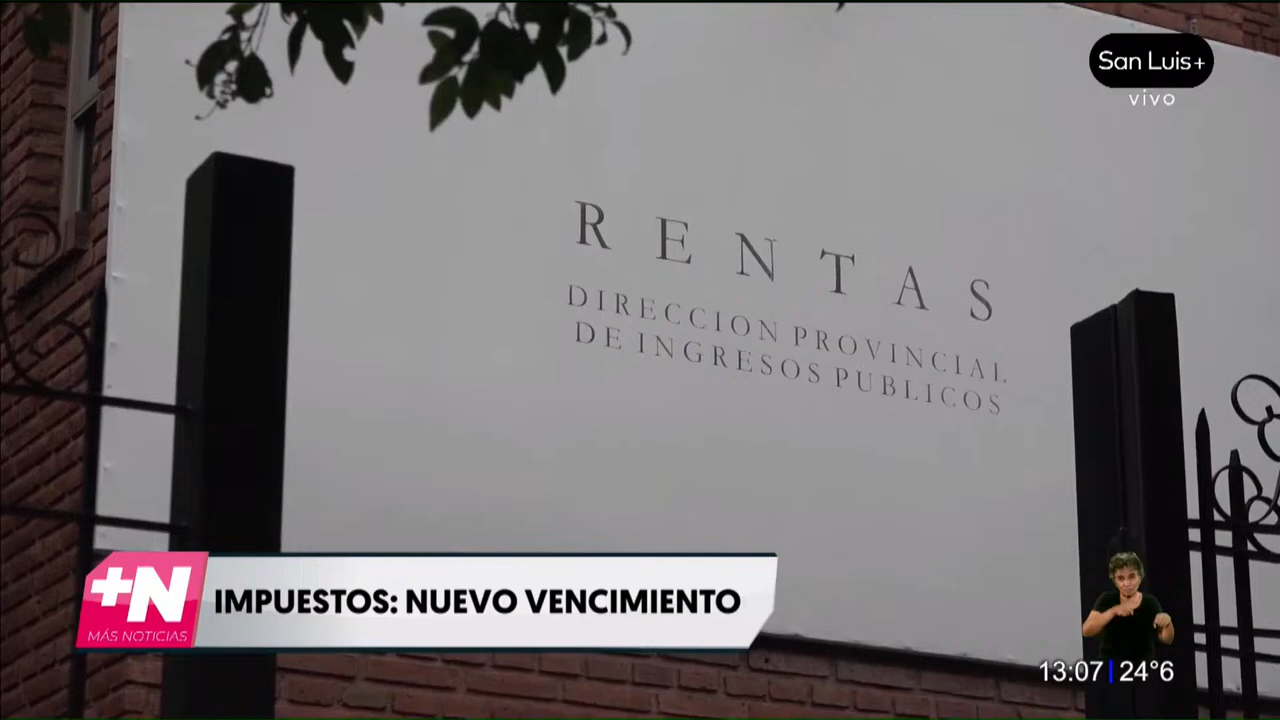 San Luis+
vivo
RENTAS
DIRECCION PROVINCIAL
DE INGRESOS PUBLICOS
+N
MÁS NOTICIAS
IMPUESTOS: NUEVO VENCIMIENTO
13:07 24°6